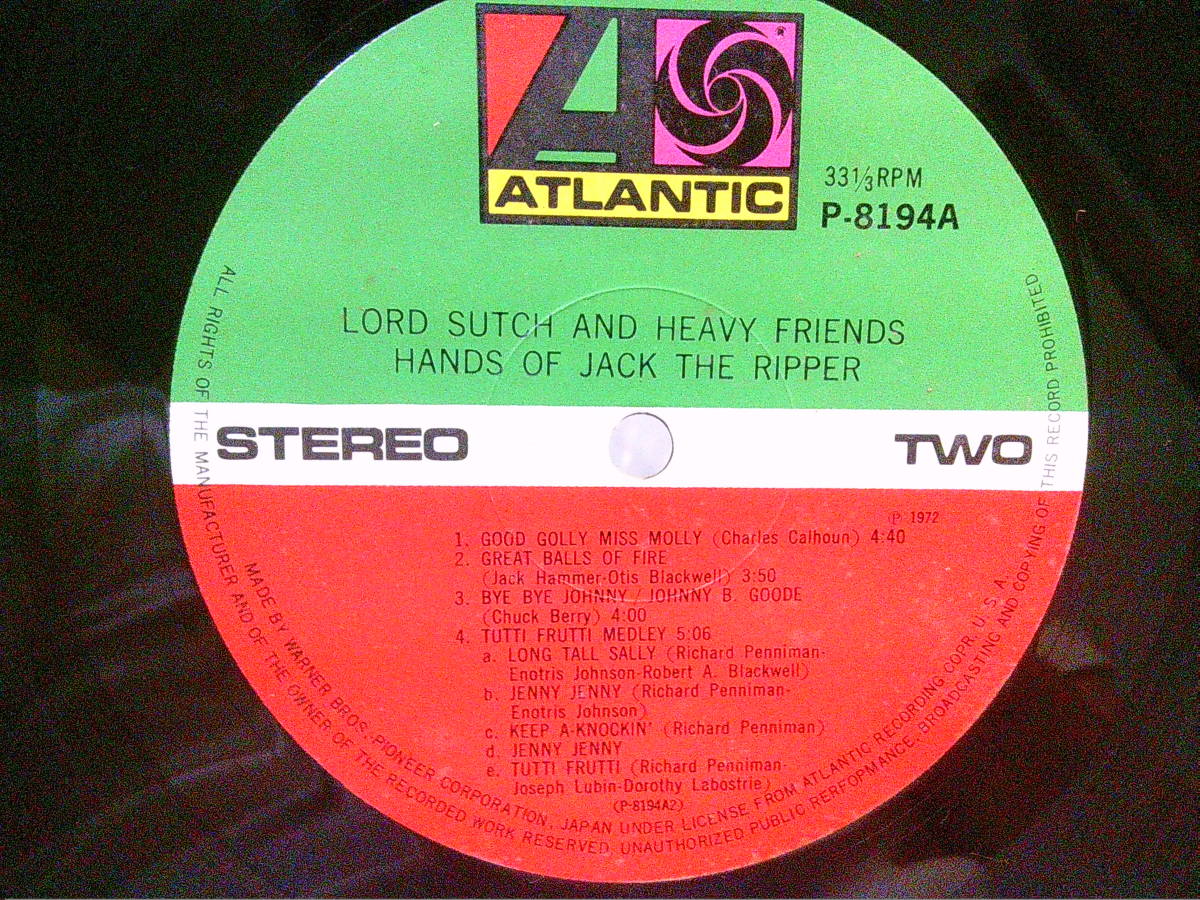 ATLANTIC
33⅓ RPM
P-8194A
LORD SUTCH AND HEAVY FRIENDS
HANDS OF JACK THE RIPPER
STEREO
TWO
Ⓟ 1972
1. GOOD GOLLY MISS MOLLY (Charles Calhoun) 4:40
2. GREAT BALLS OF FIRE
(Jack Hammer-Otis Blackwell) 3:50
3. BYE BYE JOHNNY / JOHNNY B. GOODE
(Chuck Berry) 4:00
4. TUTTI FRUTTI MEDLEY 5:06
a. LONG TALL SALLY (Richard Penniman-
Enotris Johnson-Robert A. Blackwell)
b. JENNY JENNY (Richard Penniman-
Enotris Johnson)
c. KEEP A-KNOCKIN' (Richard Penniman)
d. JENNY JENNY
e. TUTTI FRUTTI (Richard Penniman-
Joseph Lubin-Dorothy Labostrie)
(P-8194A2)
MADE BY WARNER BROS.-PIONEER CORPORATION, JAPAN UNDER LICENSE FROM ATLANTIC RECORDING COPR. U. S. A.
ALL RIGHTS OF THE MANUFACTURER AND OF THE OWNER OF THE RECORDED WORK RESERVED. UNAUTHORIZED PUBLIC RERFOPMANCE. BROADCASTING AND COPYING OF THIS RECORD PROHIBITED